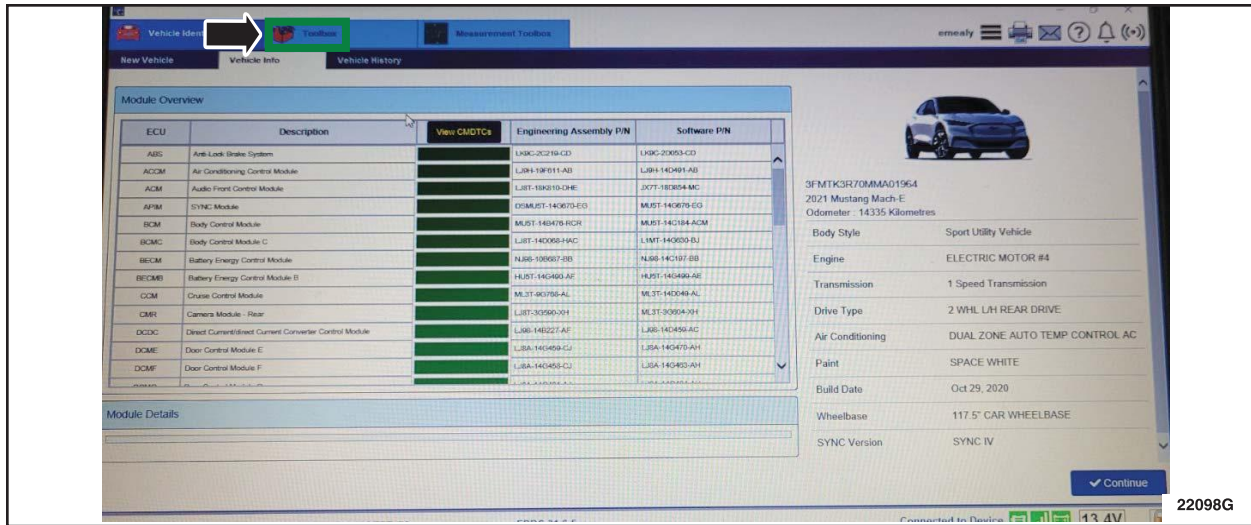 Vehicle Iden
Toolbox
Measurement Toolbox
emealy
New Vehicle
Vehicle Info
Vehicle History
Module Overview
ECU Description View CMDTCs Engineering Assembly P/N Software P/N
ABS Anti-Lock Brake System LK9C-2C219-CD LK9C-2D053-CD
ACCM Air Conditioning Control Module LJ9H-19F611-AB LJ9H-14D491-AB
ACM Audio Front Control Module LJ8T-18K810-DHE JX7T-18D854-MC
APIM SYNC Module DSMU5T-14G670-EG MU5T-14G676-EG
BCM Body Control Module MU5T-14B476-RCR MU5T-14C184-ACM
BCMC Body Control Module C LJ8T-14D068-HAC L1MT-14G630-BJ
BECM Battery Energy Control Module NJ98-10B687-BB NJ98-14C197-BB
BECMB Battery Energy Control Module B HU5T-14G490-AF HU5T-14G499-AE
CCM Cruise Control Module ML3T-9G768-AL ML3T-14D049-AL
CMR Camera Module - Rear LJ8T-3G590-XH ML3T-3G604-XH
DCDC Direct Current/direct Current Converter Control Module LJ98-14B227-AF LJ98-14D459-AC
DCME Door Control Module E LJ8A-14G459-CJ LJ8A-14G470-AH
DCMF Door Control Module F LJ8A-14G458-CJ LJ8A-14G463-AH
Module Details
3FMTK3R70MMA01964
2021 Mustang Mach-E
Odometer : 14335 Kilometres
Body Style Sport Utility Vehicle
Engine ELECTRIC MOTOR #4
Transmission 1 Speed Transmission
Drive Type 2 WHL L/H REAR DRIVE
Air Conditioning DUAL ZONE AUTO TEMP CONTROL AC
Paint SPACE WHITE
Build Date Oct 29, 2020
Wheelbase 117.5" CAR WHEELBASE
SYNC Version SYNC IV
Continue
Connected to Device 13.4V
22098G